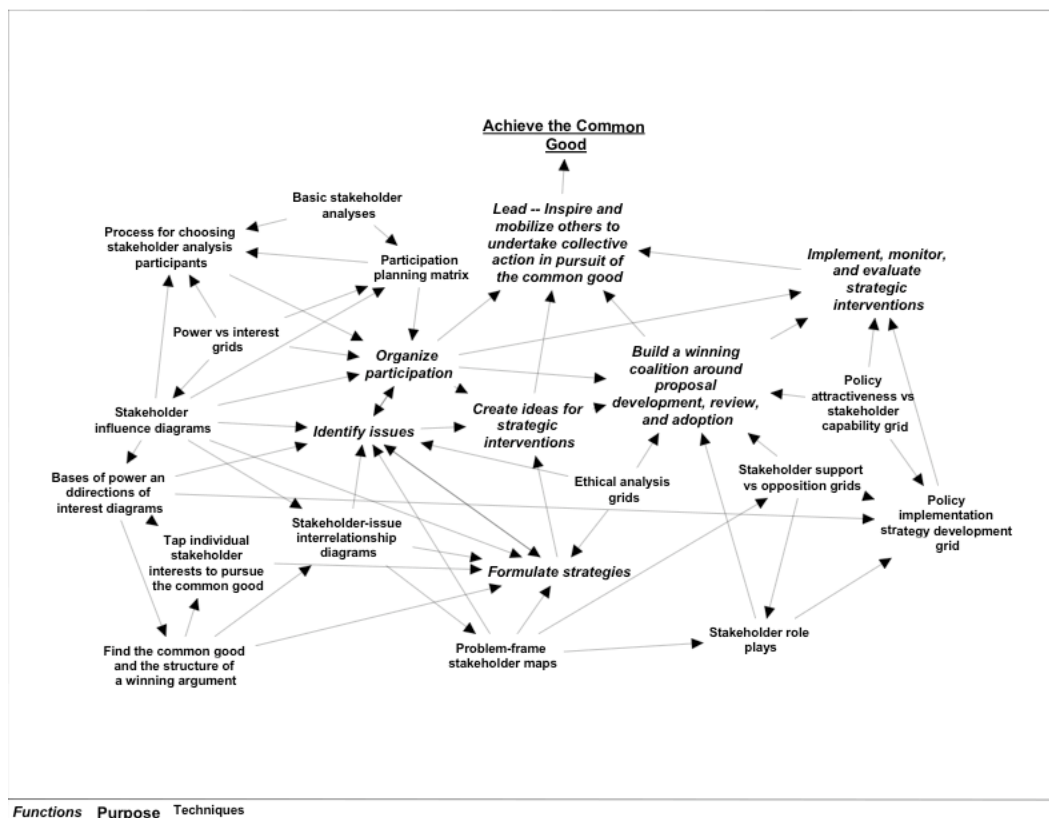 Achieve the Common
Good
Basic stakeholder
analyses
Lead -- Inspire and
mobilize others to
undertake collective
action in pursuit of
the common good
Process for choosing
stakeholder analysis
participants
Participation
planning matrix
Implement, monitor,
and evaluate
strategic
interventions
Power vs interest
grids
Organize
participation
Build a winning
coalition around
proposal
development, review,
and adoption
Policy
attractiveness vs
stakeholder
capability grid
Stakeholder
influence diagrams
Identify issues
Create ideas for
strategic
interventions
Bases of power an
ddirections of
interest diagrams
Ethical analysis
grids
Stakeholder support
vs opposition grids
Policy
implementation
strategy development
grid
Tap individual
stakeholder
interests to pursue
the common good
Stakeholder-issue
interrelationship
diagrams
Formulate strategies
Find the common good
and the structure of
a winning argument
Problem-frame
stakeholder maps
Stakeholder role
plays
Functions Purpose Techniques